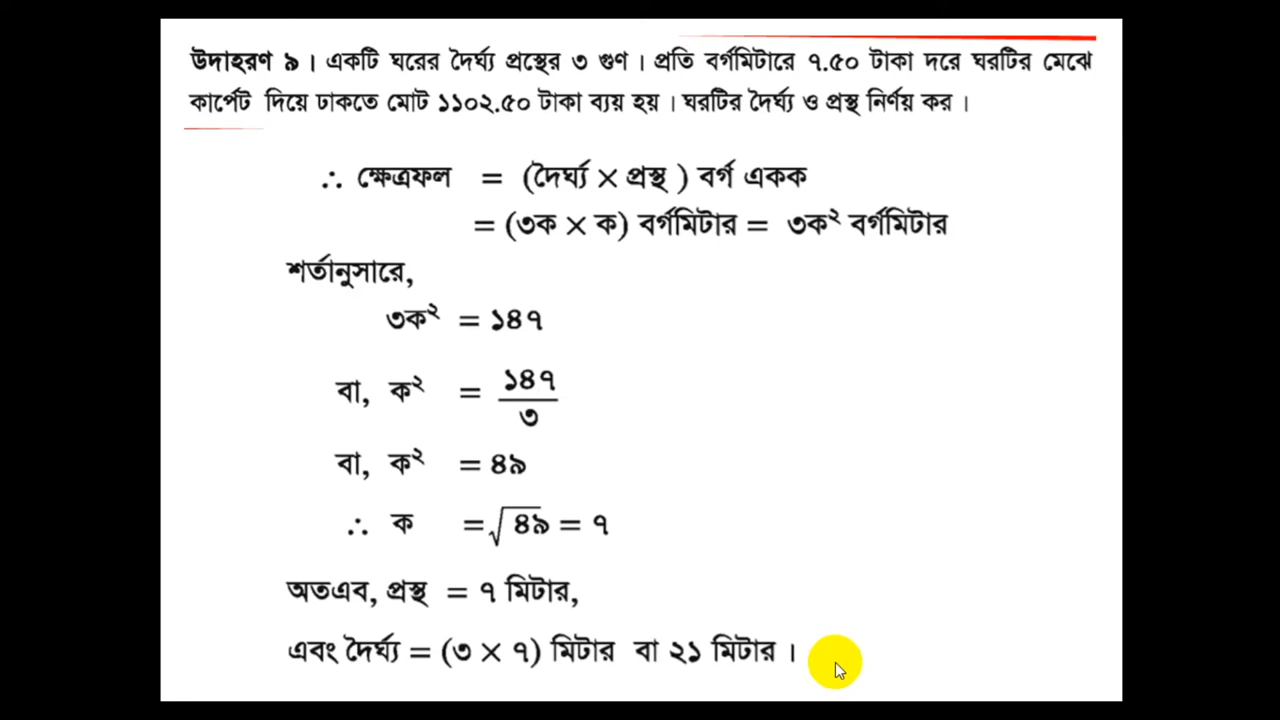 উদাহরণ ৯। একটি ঘরের দৈর্ঘ্য প্রস্থের ৩ গুণ। প্রতি বর্গমিটারে ৭.৫০ টাকা দরে ঘরটির মেঝে
কার্পেট দিয়ে ঢাকতে মোট ১১০২.৫০ টাকা ব্যয় হয়। ঘরটির দৈর্ঘ্য ও প্রস্থ নির্ণয় কর।
∴ ক্ষেত্রফল = (দৈর্ঘ্য × প্রস্থ ) বর্গ একক
= (৩ক × ক) বর্গমিটার = ৩ক² বর্গমিটার
শর্তানুসারে,
৩ক² = ১৪৭
বা, ক² = ১৪৭/৩
বা, ক² = ৪৯
∴ ক = √৪৯ = ৭
অতএব, প্রস্থ = ৭ মিটার,
এবং দৈর্ঘ্য = (৩ × ৭) মিটার বা ২১ মিটার।